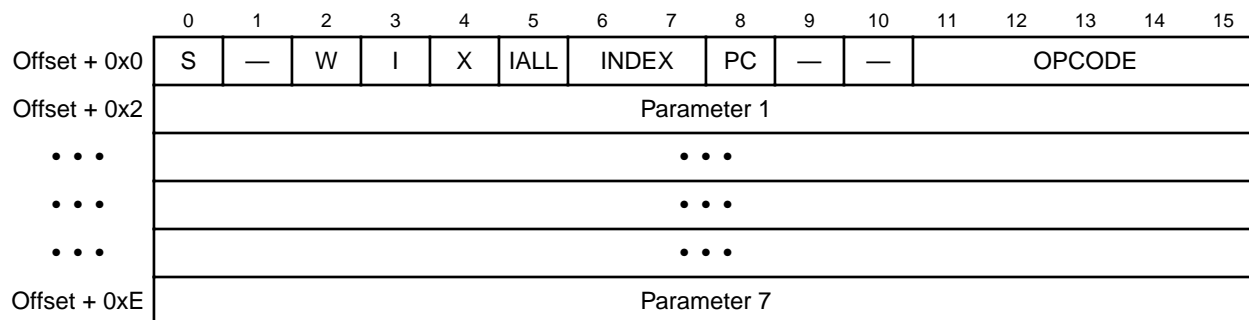 0 1 2 3 4 5 6 7 8 9 10 11 12 13 14 15
Offset + 0x0 S — W I X IALL INDEX PC — — OPCODE
Offset + 0x2 Parameter 1
• • • • • •
• • • • • •
• • • • • •
Offset + 0xE Parameter 7